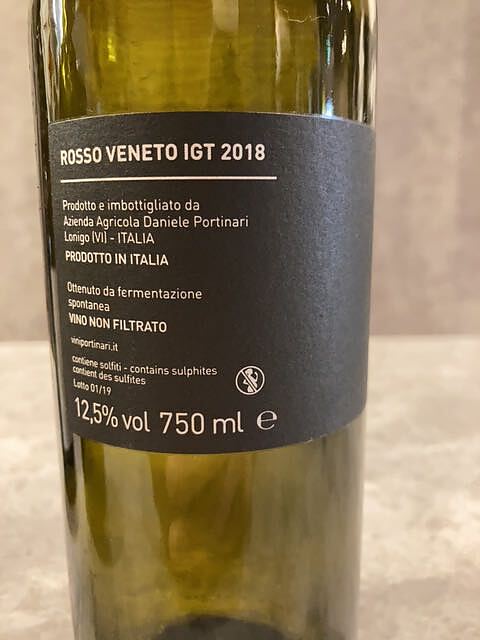 ROSSO VENETO IGT 2018
Prodotto e imbottigliato da
Azienda Agricola Daniele Portinari
Lonigo (VI) - ITALIA
PRODOTTO IN ITALIA
Ottenuto da fermentazione
spontanea
VINO NON FILTRATO
viniportinari.it
contiene solfiti - contains sulphites
contient des sulfites
Lotto 01/19
12,5% vol 750 ml ℮